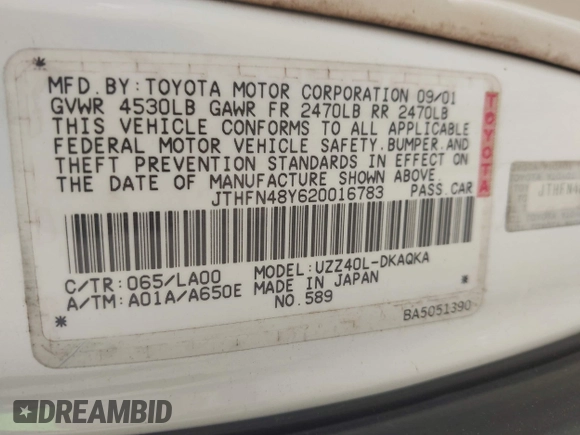 MFD. BY: TOYOTA MOTOR CORPORATION 09/01
GVWR 4530LB GAWR FR 2470LB RR 2470LB
THIS VEHICLE CONFORMS TO ALL APPLICABLE
FEDERAL MOTOR VEHICLE SAFETY, BUMPER, AND
THEFT PREVENTION STANDARDS IN EFFECT ON
THE DATE OF MANUFACTURE SHOWN ABOVE.
JTHFN48Y620016783 PASS. CAR
TOYOTA
C/TR: 065/LA00 MODEL: UZZ40L-DKAQKA
A/TM: A01A/A650E MADE IN JAPAN
NO. 589
BA5051390
JTHFN4
DREAMBID